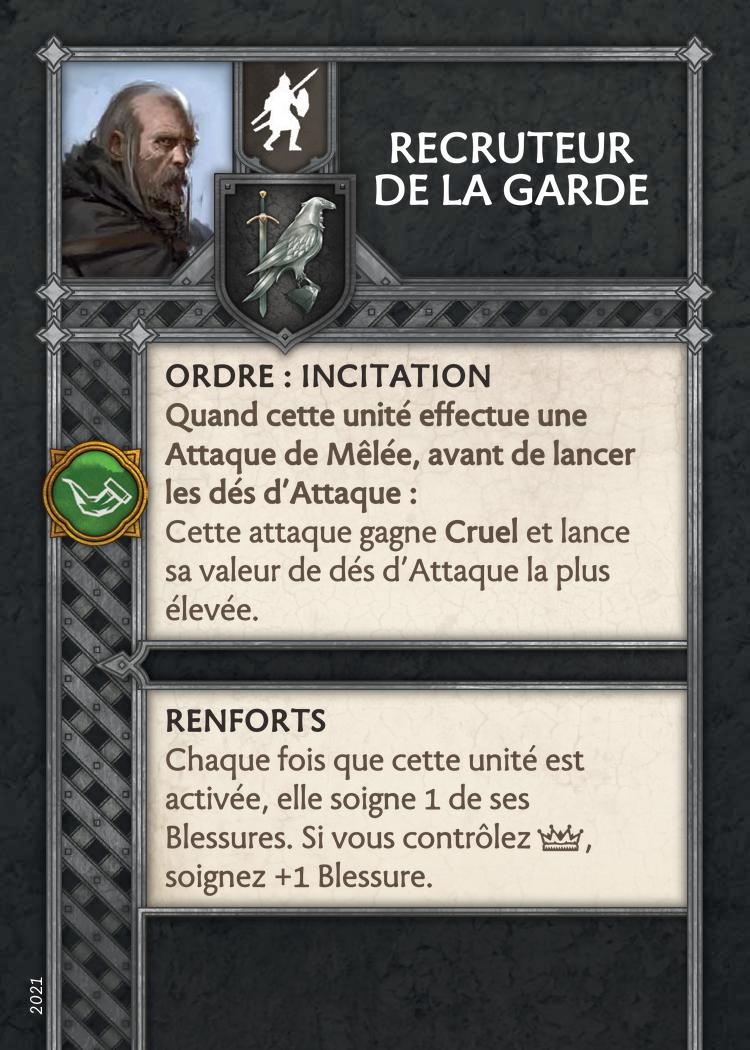 RECRUTEUR
DE LA GARDE
ORDRE : INCITATION
Quand cette unité effectue une
Attaque de Mêlée, avant de lancer
les dés d’Attaque :
Cette attaque gagne Cruel et lance
sa valeur de dés d’Attaque la plus
élevée.
RENFORTS
Chaque fois que cette unité est
activée, elle soigne 1 de ses
Blessures. Si vous contrôlez ,
soignez +1 Blessure.
2021